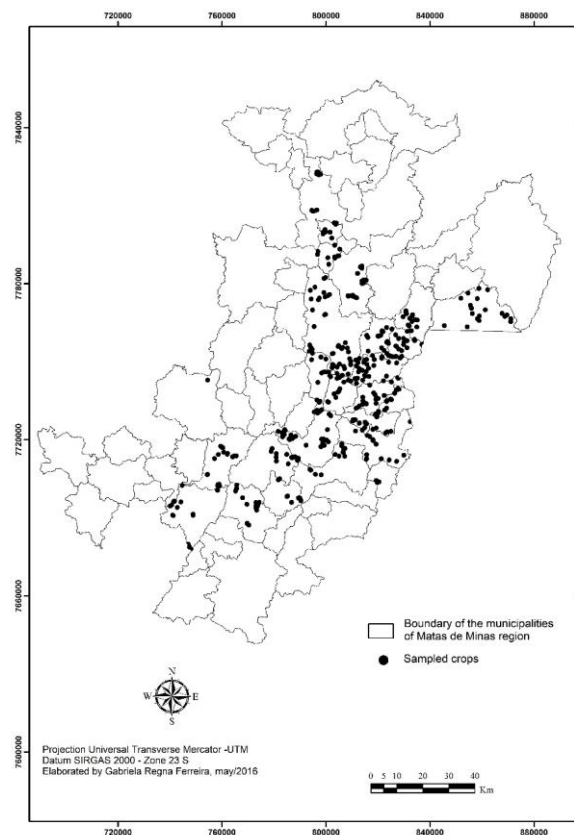 720000 760000 800000 840000 880000
7840000
7780000
7720000
7660000
7600000
Boundary of the municipalities
of Matas de Minas region
Sampled crops
N
W E
S
Projection Universal Transverse Mercator -UTM
Datum SIRGAS 2000 - Zone 23 S
Elaborated by Gabriela Regna Ferreira, may/2016
0 5 10 20 30 40
Km
720000 760000 800000 840000 880000